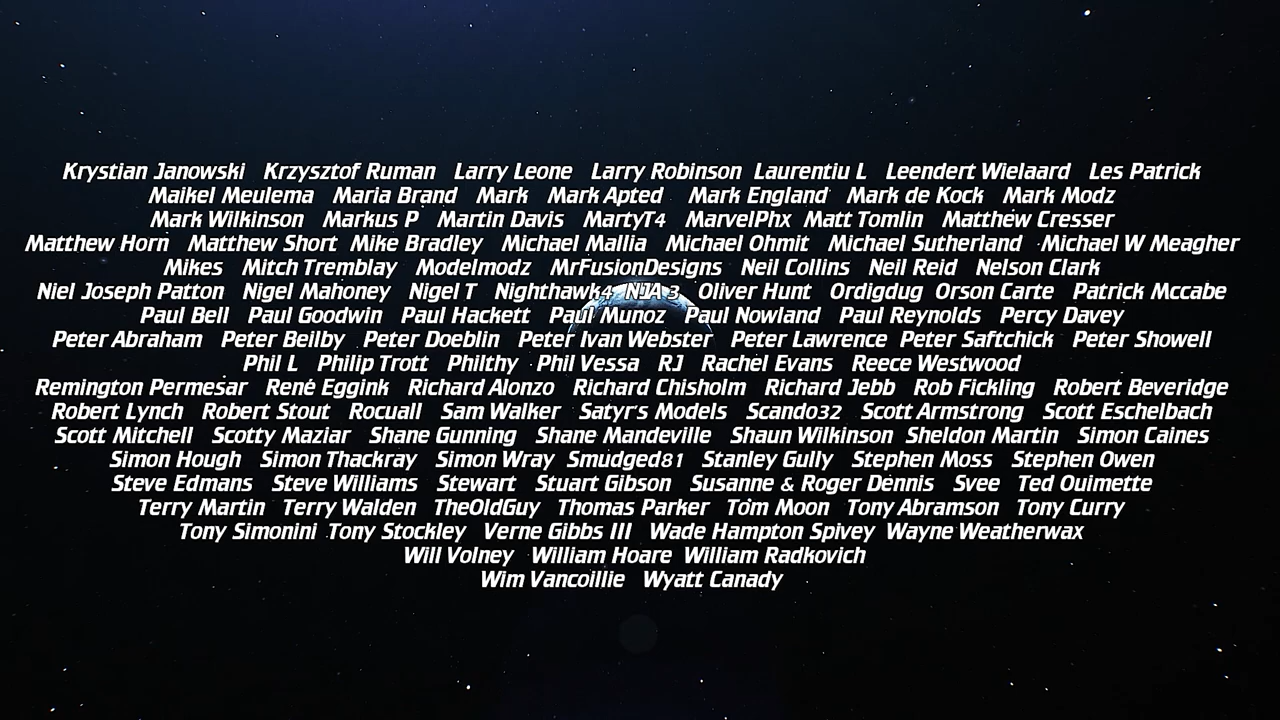 Krystian Janowski Krzysztof Ruman Larry Leone Larry Robinson Laurentiu L Leendert Wielaard Les Patrick
Maikel Meulema Maria Brand Mark Mark Apted Mark England Mark de Kock Mark Modz
Mark Wilkinson Markus P Martin Davis MartyT4 MarvelPhx Matt Tomlin Matthew Cresser
Matthew Horn Matthew Short Mike Bradley Michael Mallia Michael Ohmit Michael Sutherland Michael W Meagher
Mikes Mitch Tremblay Modelmodz MrFusionDesigns Neil Collins Neil Reid Nelson Clark
Niel Joseph Patton Nigel Mahoney Nigel T Nighthawk4 NJA 3 Oliver Hunt Ordigdug Orson Carte Patrick Mccabe
Paul Bell Paul Goodwin Paul Hackett Paul Munoz Paul Nowland Paul Reynolds Percy Davey
Peter Abraham Peter Beilby Peter Doeblin Peter Ivan Webster Peter Lawrence Peter Saftchick Peter Showell
Phil L Philip Trott Philthy Phil Vessa RJ Rachel Evans Reece Westwood
Remington Permesar René Eggink Richard Alonzo Richard Chisholm Richard Jebb Rob Fickling Robert Beveridge
Robert Lynch Robert Stout Rocuall Sam Walker Satyr's Models Scando32 Scott Armstrong Scott Eschelbach
Scott Mitchell Scotty Maziar Shane Gunning Shane Mandeville Shaun Wilkinson Sheldon Martin Simon Caines
Simon Hough Simon Thackray Simon Wray Smudged81 Stanley Gully Stephen Moss Stephen Owen
Steve Edmans Steve Williams Stewart Stuart Gibson Susanne & Roger Dennis Svee Ted Ouimette
Terry Martin Terry Walden TheOldGuy Thomas Parker Tom Moon Tony Abramson Tony Curry
Tony Simonini Tony Stockley Verne Gibbs III Wade Hampton Spivey Wayne Weatherwax
Will Volney William Hoare William Radkovich
Wim Vancoillie Wyatt Canady